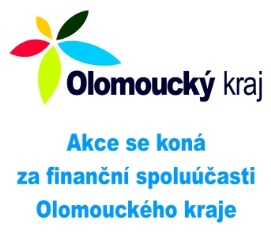 Olomoucký kraj
Akce se koná
za finanční spoluúčasti
Olomouckého kraje